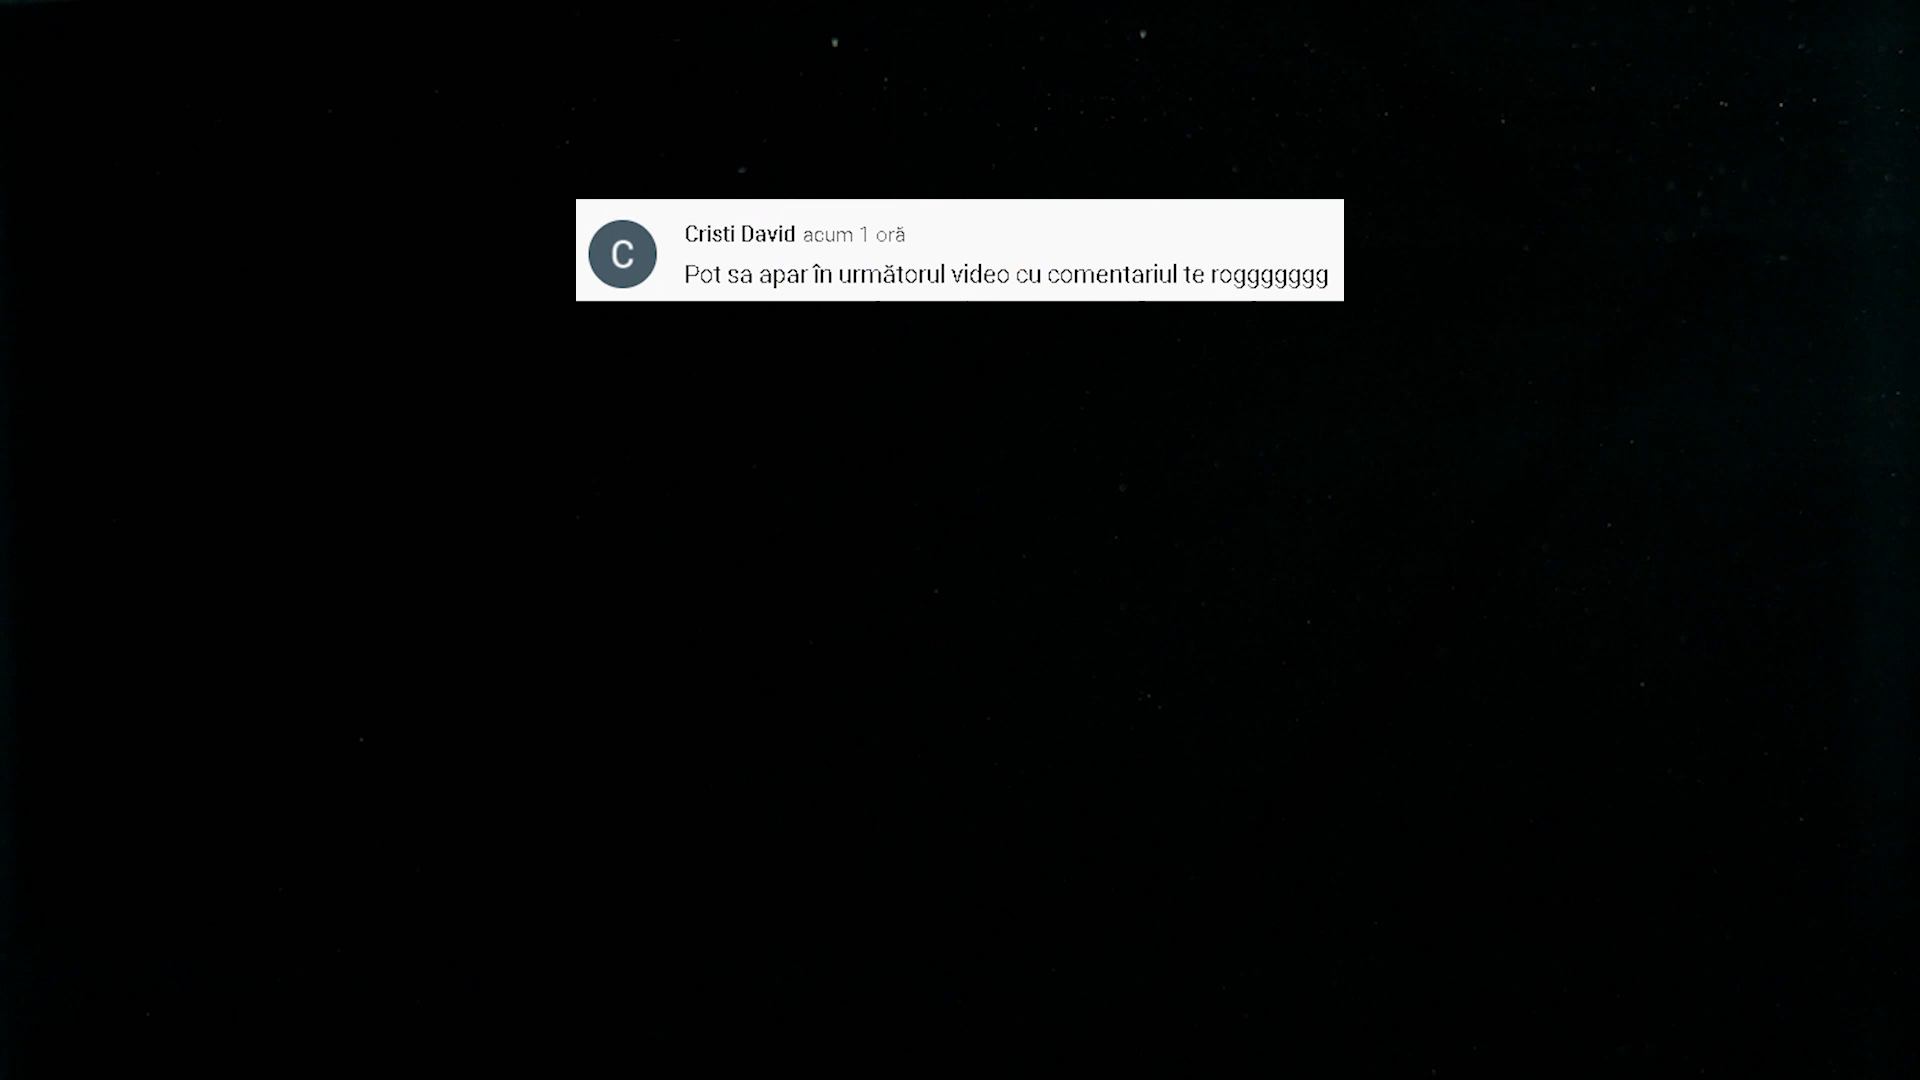 C
Cristi David acum 1 oră
Pot sa apar în următorul video cu comentariul te roggggggg